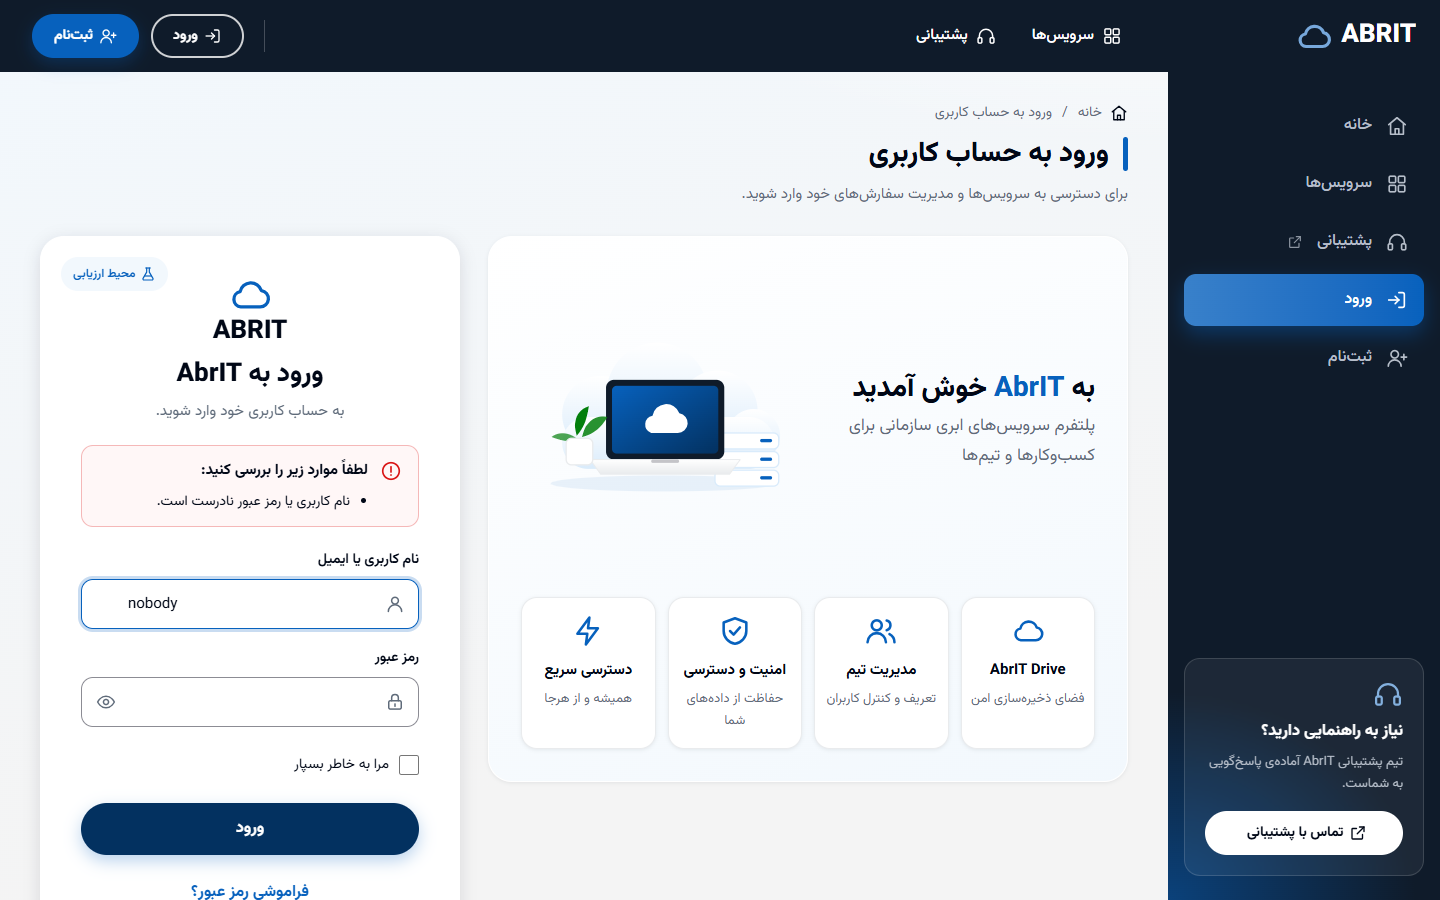 ABRIT
سرویس‌ها
پشتیبانی
ورود
ثبت‌نام
خانه
سرویس‌ها
پشتیبانی
ورود
ثبت‌نام
نیاز به راهنمایی دارید؟
تیم پشتیبانی AbrIT آماده‌ی پاسخ‌گویی
به شماست.
تماس با پشتیبانی
خانه / ورود به حساب کاربری
ورود به حساب کاربری
برای دسترسی به سرویس‌ها و مدیریت سفارش‌های خود وارد شوید.
به AbrIT خوش آمدید
پلتفرم سرویس‌های ابری سازمانی برای
کسب‌وکارها و تیم‌ها
AbrIT Drive
فضای ذخیره‌سازی امن
مدیریت تیم
تعریف و کنترل کاربران
امنیت و دسترسی
حفاظت از داده‌های
شما
دسترسی سریع
همیشه و از هرجا
محیط ارزیابی
ABRIT
ورود به AbrIT
به حساب کاربری خود وارد شوید.
لطفاً موارد زیر را بررسی کنید:
• نام کاربری یا رمز عبور نادرست است.
نام کاربری یا ایمیل
nobody
رمز عبور
مرا به خاطر بسپار
ورود
فراموشی رمز عبور؟